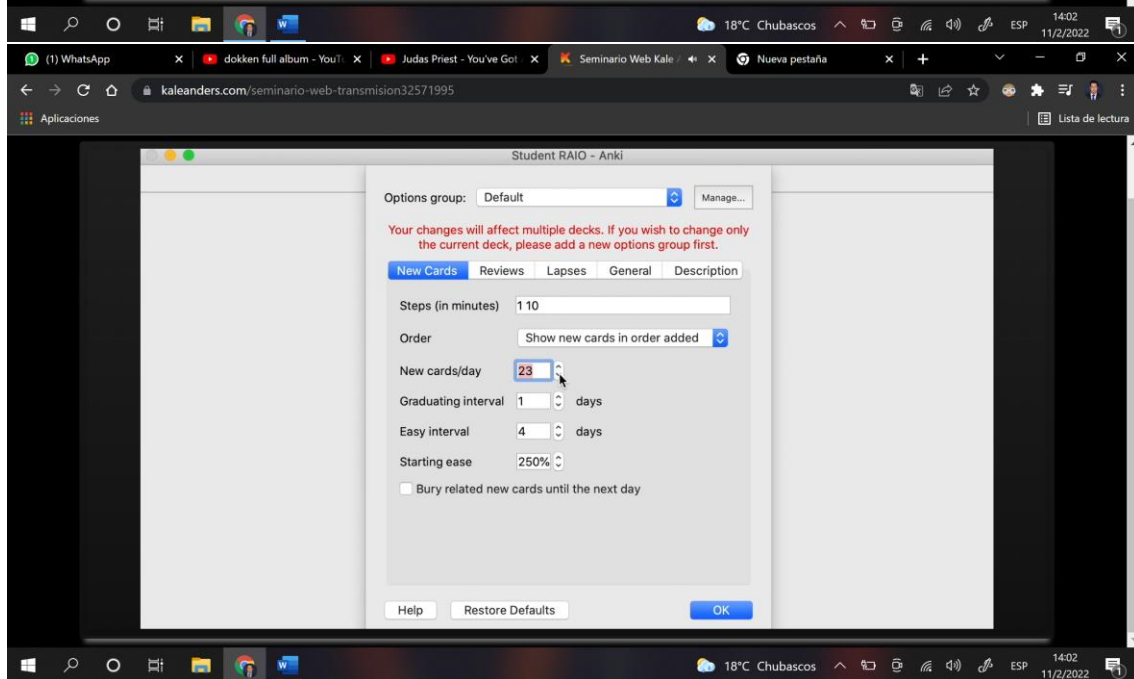 18°C Chubascos ESP 14:02
11/2/2022
(1) WhatsApp dokken full album - YouT Judas Priest - You've Got Seminario Web Kale Nueva pestaña
kaleanders.com/seminario-web-transmision32571995
Aplicaciones Lista de lectura
Student RAIO - Anki
Options group: Default Manage...
Your changes will affect multiple decks. If you wish to change only
the current deck, please add a new options group first.
New Cards Reviews Lapses General Description
Steps (in minutes) 1 10
Order Show new cards in order added
New cards/day 23
Graduating interval 1 days
Easy interval 4 days
Starting ease 250%
Bury related new cards until the next day
Help Restore Defaults OK
18°C Chubascos ESP 14:02
11/2/2022